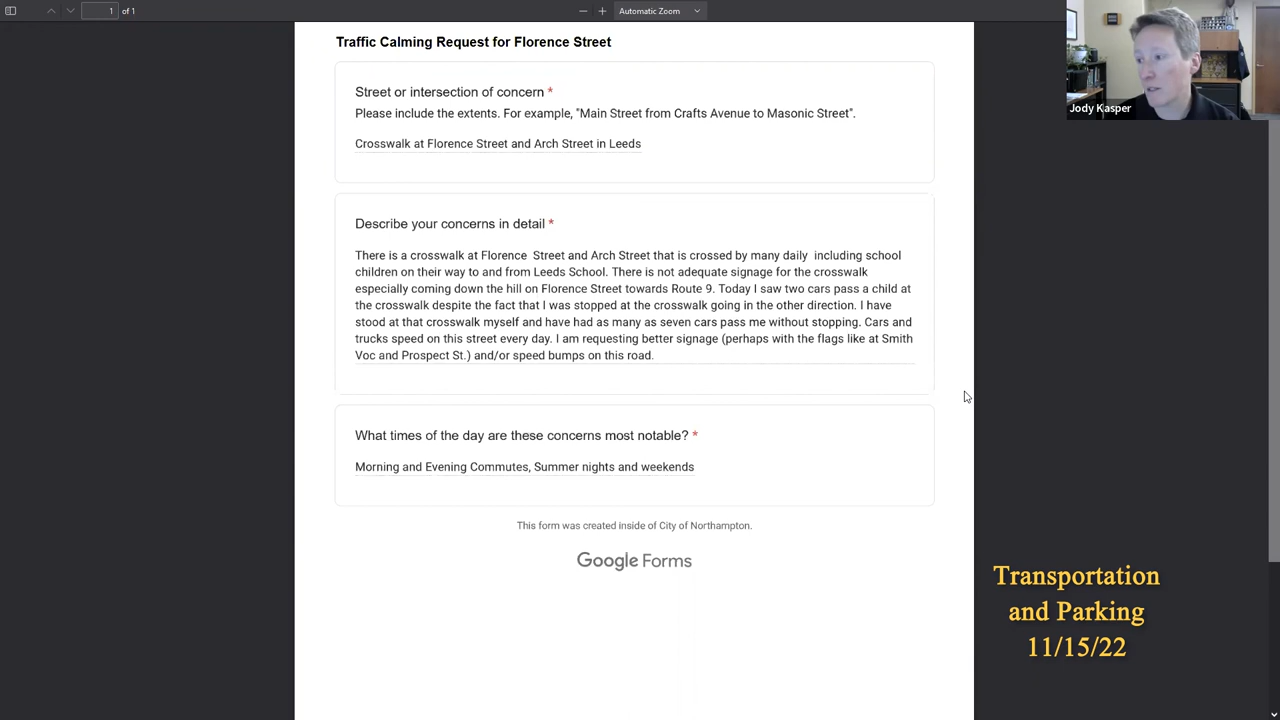 1 of 1
Automatic Zoom
Jody Kasper
Traffic Calming Request for Florence Street
Street or intersection of concern *
Please include the extents. For example, "Main Street from Crafts Avenue to Masonic Street".
Crosswalk at Florence Street and Arch Street in Leeds
Describe your concerns in detail *
There is a crosswalk at Florence  Street and Arch Street that is crossed by many daily  including school
children on their way to and from Leeds School. There is not adequate signage for the crosswalk
especially coming down the hill on Florence Street towards Route 9. Today I saw two cars pass a child at
the crosswalk despite the fact that I was stopped at the crosswalk going in the other direction. I have
stood at that crosswalk myself and have had as many as seven cars pass me without stopping. Cars and
trucks speed on this street every day. I am requesting better signage (perhaps with the flags like at Smith
Voc and Prospect St.) and/or speed bumps on this road.
What times of the day are these concerns most notable? *
Morning and Evening Commutes, Summer nights and weekends
This form was created inside of City of Northampton.
Google Forms
Transportation
and Parking
11/15/22